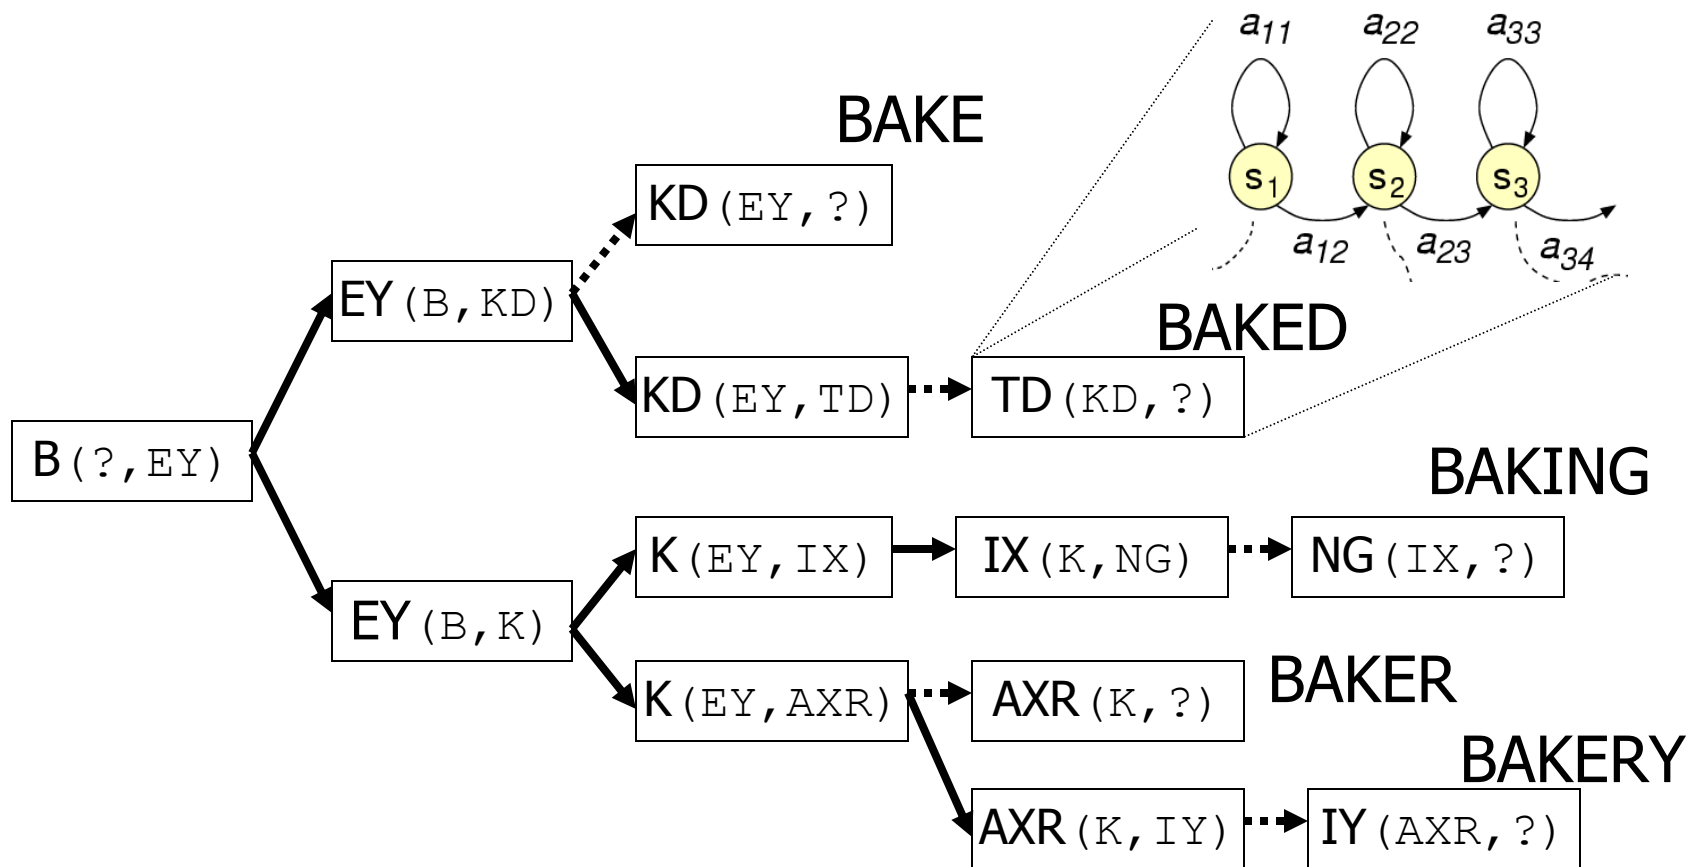 a11 a22 a33
BAKE
s1 s2 s3
KD(EY,?)
a12 a23 a34
EY(B,KD)
BAKED
KD(EY,TD) TD(KD,?)
B(?,EY)
BAKING
K(EY,IX) IX(K,NG) NG(IX,?)
EY(B,K)
BAKER
K(EY,AXR) AXR(K,?)
BAKERY
AXR(K,IY) IY(AXR,?)